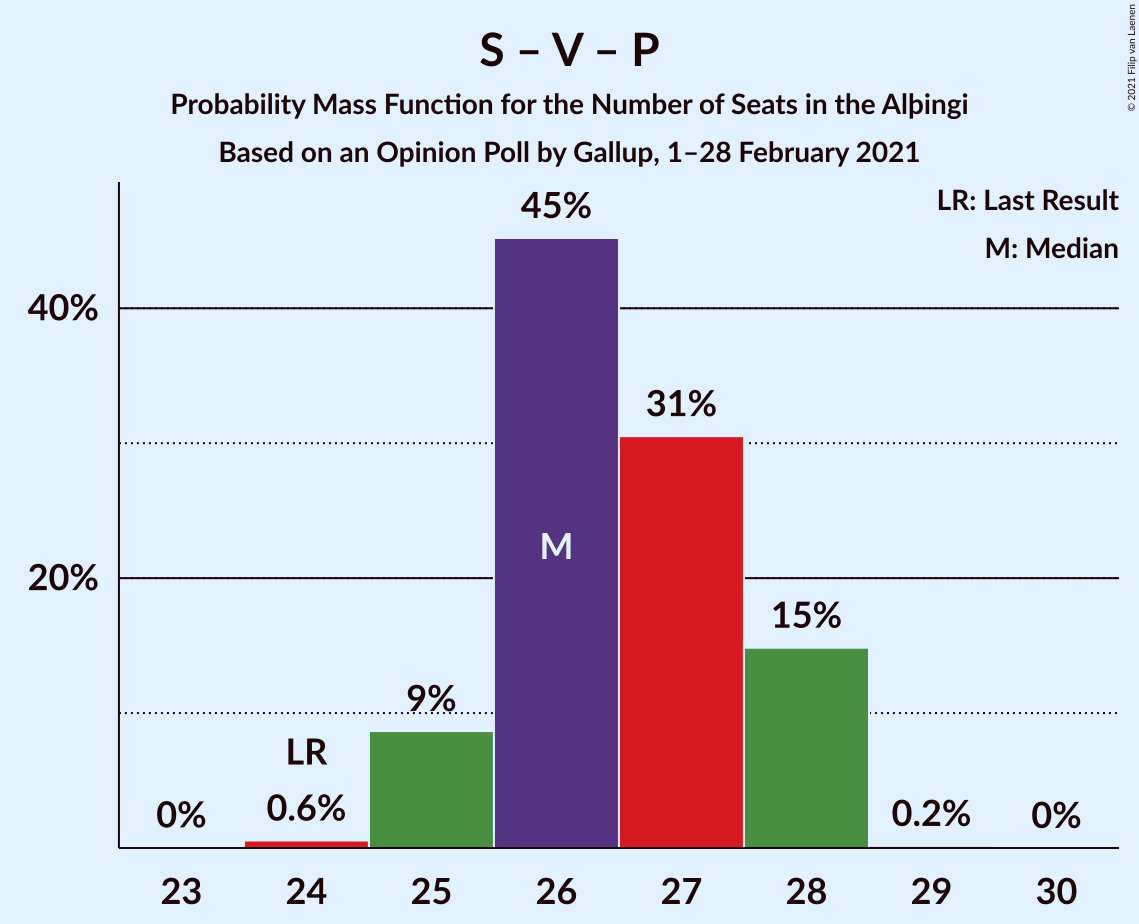 S – V – P
Probability Mass Function for the Number of Seats in the Alþingi
Based on an Opinion Poll by Gallup, 1–28 February 2021
© 2021 Filip van Laenen
LR: Last Result
M: Median
45%
40%
31%
M
20%
15%
9%
LR
0% 0.6% 0.2% 0%
23 24 25 26 27 28 29 30